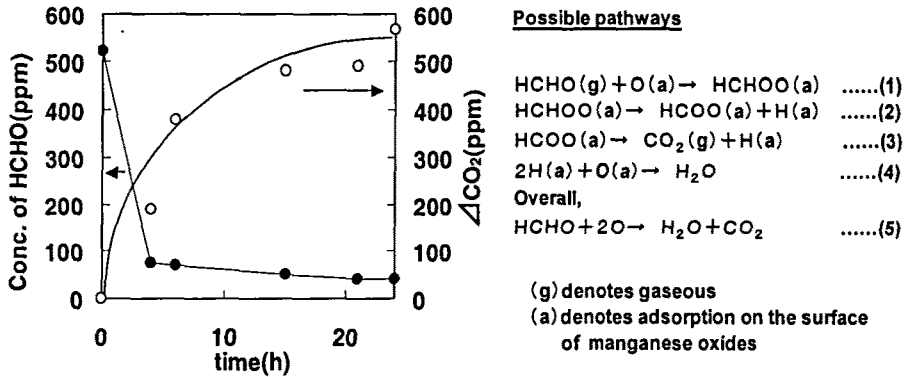 600
500
400
300
200
100
0
Conc. of HCHO(ppm)
0
10
20
time(h)
600
500
400
300
200
100
0
⊿CO₂(ppm)
Possible pathways
HCHO(g)+O(a)→ HCHOO(a) ......(1)
HCHOO(a)→ HCOO(a)+H(a) ......(2)
HCOO(a)→ CO₂(g)+H(a) ......(3)
2H(a)+O(a)→ H₂O ......(4)
Overall,
HCHO+2O→ H₂O+CO₂ ......(5)
(g)denotes gaseous
(a)denotes adsorption on the surface
of manganese oxides